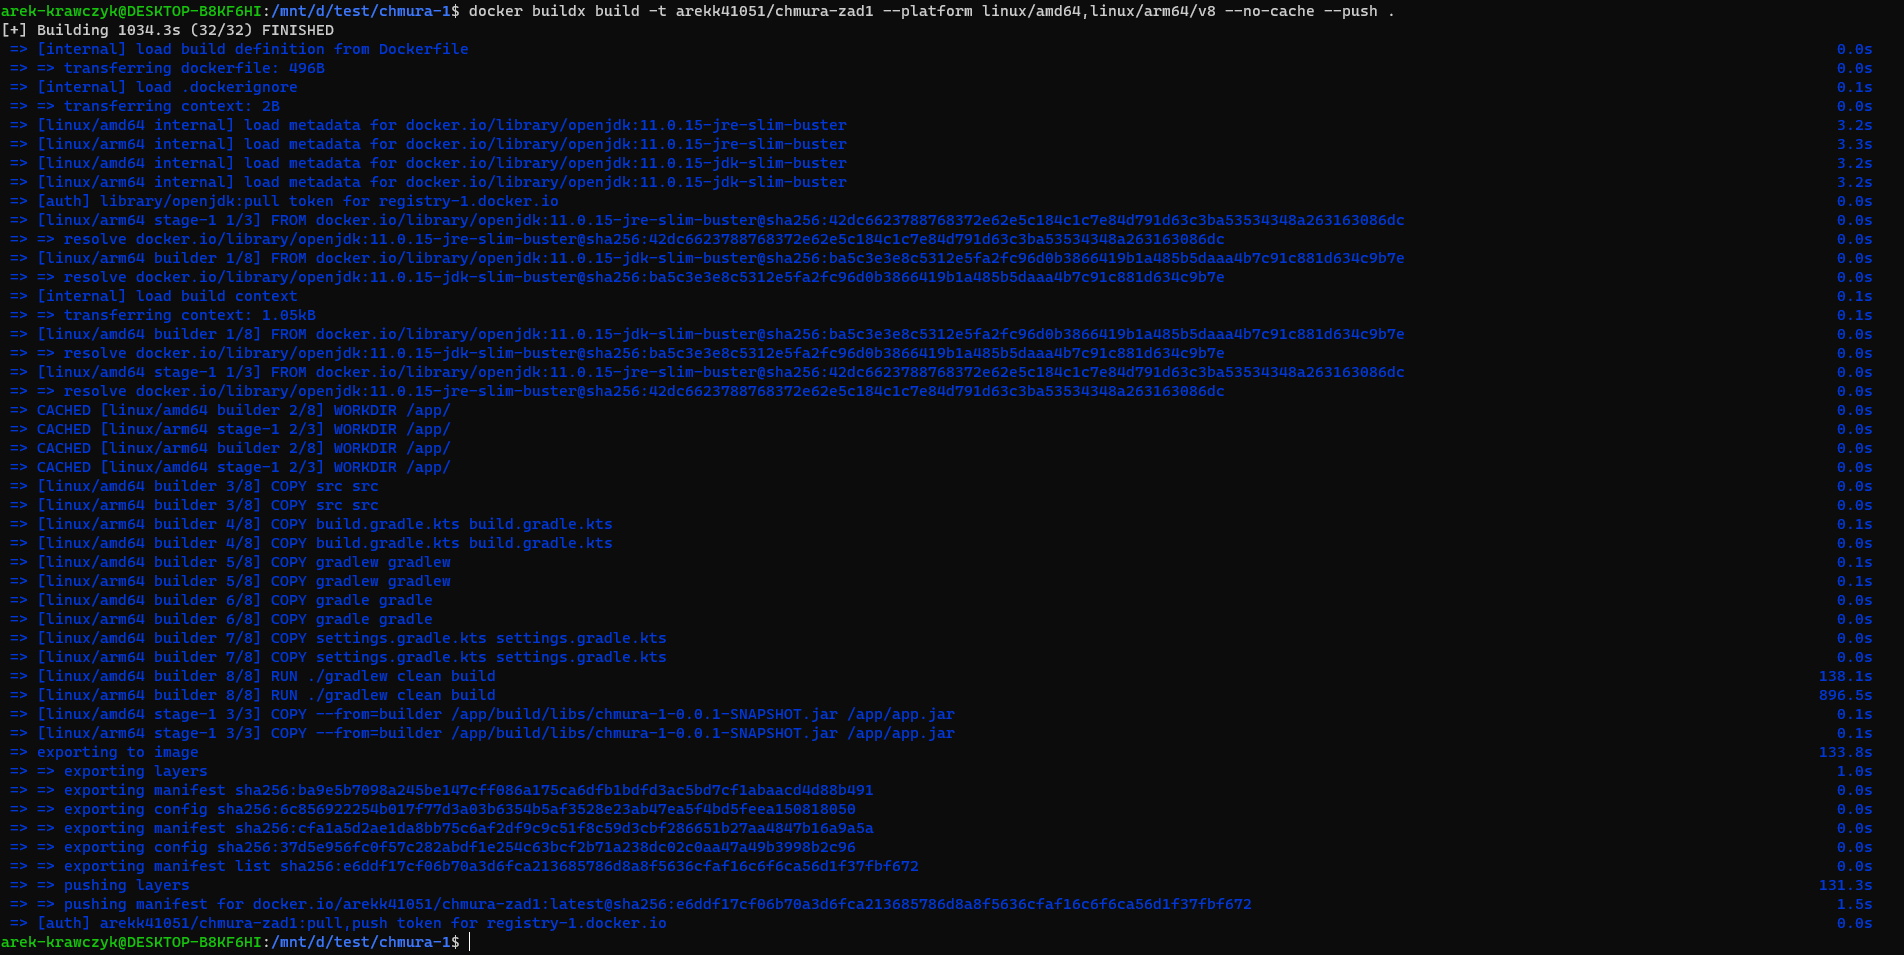 arek-krawczyk@DESKTOP-B8KF6HI:/mnt/d/test/chmura-1$ docker buildx build -t arekk41051/chmura-zad1 --platform linux/amd64,linux/arm64/v8 --no-cache --push .
[+] Building 1034.3s (32/32) FINISHED
=> [internal] load build definition from Dockerfile 0.0s
=> => transferring dockerfile: 496B 0.0s
=> [internal] load .dockerignore 0.1s
=> => transferring context: 2B 0.0s
=> [linux/amd64 internal] load metadata for docker.io/library/openjdk:11.0.15-jre-slim-buster 3.2s
=> [linux/arm64 internal] load metadata for docker.io/library/openjdk:11.0.15-jre-slim-buster 3.3s
=> [linux/amd64 internal] load metadata for docker.io/library/openjdk:11.0.15-jdk-slim-buster 3.2s
=> [linux/arm64 internal] load metadata for docker.io/library/openjdk:11.0.15-jdk-slim-buster 3.2s
=> [auth] library/openjdk:pull token for registry-1.docker.io 0.0s
=> [linux/arm64 stage-1 1/3] FROM docker.io/library/openjdk:11.0.15-jre-slim-buster@sha256:42dc6623788768372e62e5c184c1c7e84d791d63c3ba53534348a263163086dc 0.0s
=> => resolve docker.io/library/openjdk:11.0.15-jre-slim-buster@sha256:42dc6623788768372e62e5c184c1c7e84d791d63c3ba53534348a263163086dc 0.0s
=> [linux/arm64 builder 1/8] FROM docker.io/library/openjdk:11.0.15-jdk-slim-buster@sha256:ba5c3e3e8c5312e5fa2fc96d0b3866419b1a485b5daaa4b7c91c881d634c9b7e 0.0s
=> => resolve docker.io/library/openjdk:11.0.15-jdk-slim-buster@sha256:ba5c3e3e8c5312e5fa2fc96d0b3866419b1a485b5daaa4b7c91c881d634c9b7e 0.0s
=> [internal] load build context 0.1s
=> => transferring context: 1.05kB 0.1s
=> [linux/amd64 builder 1/8] FROM docker.io/library/openjdk:11.0.15-jdk-slim-buster@sha256:ba5c3e3e8c5312e5fa2fc96d0b3866419b1a485b5daaa4b7c91c881d634c9b7e 0.0s
=> => resolve docker.io/library/openjdk:11.0.15-jdk-slim-buster@sha256:ba5c3e3e8c5312e5fa2fc96d0b3866419b1a485b5daaa4b7c91c881d634c9b7e 0.0s
=> [linux/amd64 stage-1 1/3] FROM docker.io/library/openjdk:11.0.15-jre-slim-buster@sha256:42dc6623788768372e62e5c184c1c7e84d791d63c3ba53534348a263163086dc 0.0s
=> => resolve docker.io/library/openjdk:11.0.15-jre-slim-buster@sha256:42dc6623788768372e62e5c184c1c7e84d791d63c3ba53534348a263163086dc 0.0s
=> CACHED [linux/amd64 builder 2/8] WORKDIR /app/ 0.0s
=> CACHED [linux/arm64 stage-1 2/3] WORKDIR /app/ 0.0s
=> CACHED [linux/arm64 builder 2/8] WORKDIR /app/ 0.0s
=> CACHED [linux/amd64 stage-1 2/3] WORKDIR /app/ 0.0s
=> [linux/amd64 builder 3/8] COPY src src 0.0s
=> [linux/arm64 builder 3/8] COPY src src 0.0s
=> [linux/arm64 builder 4/8] COPY build.gradle.kts build.gradle.kts 0.1s
=> [linux/amd64 builder 4/8] COPY build.gradle.kts build.gradle.kts 0.0s
=> [linux/amd64 builder 5/8] COPY gradlew gradlew 0.1s
=> [linux/arm64 builder 5/8] COPY gradlew gradlew 0.1s
=> [linux/amd64 builder 6/8] COPY gradle gradle 0.0s
=> [linux/arm64 builder 6/8] COPY gradle gradle 0.0s
=> [linux/amd64 builder 7/8] COPY settings.gradle.kts settings.gradle.kts 0.0s
=> [linux/arm64 builder 7/8] COPY settings.gradle.kts settings.gradle.kts 0.0s
=> [linux/amd64 builder 8/8] RUN ./gradlew clean build 138.1s
=> [linux/arm64 builder 8/8] RUN ./gradlew clean build 896.5s
=> [linux/amd64 stage-1 3/3] COPY --from=builder /app/build/libs/chmura-1-0.0.1-SNAPSHOT.jar /app/app.jar 0.1s
=> [linux/arm64 stage-1 3/3] COPY --from=builder /app/build/libs/chmura-1-0.0.1-SNAPSHOT.jar /app/app.jar 0.1s
=> exporting to image 133.8s
=> => exporting layers 1.0s
=> => exporting manifest sha256:ba9e5b7098a245be147cff086a175ca6dfb1bdfd3ac5bd7cf1abaacd4d88b491 0.0s
=> => exporting config sha256:6c856922254b017f77d3a03b6354b5af3528e23ab47ea5f4bd5feea150818050 0.0s
=> => exporting manifest sha256:cfa1a5d2ae1da8bb75c6af2df9c9c51f8c59d3cbf286651b27aa4847b16a9a5a 0.0s
=> => exporting config sha256:37d5e956fc0f57c282abdf1e254c63bcf2b71a238dc02c0aa47a49b3998b2c96 0.0s
=> => exporting manifest list sha256:e6ddf17cf06b70a3d6fca213685786d8a8f5636cfaf16c6f6ca56d1f37fbf672 0.0s
=> => pushing layers 131.3s
=> => pushing manifest for docker.io/arekk41051/chmura-zad1:latest@sha256:e6ddf17cf06b70a3d6fca213685786d8a8f5636cfaf16c6f6ca56d1f37fbf672 1.5s
=> [auth] arekk41051/chmura-zad1:pull,push token for registry-1.docker.io 0.0s
arek-krawczyk@DESKTOP-B8KF6HI:/mnt/d/test/chmura-1$